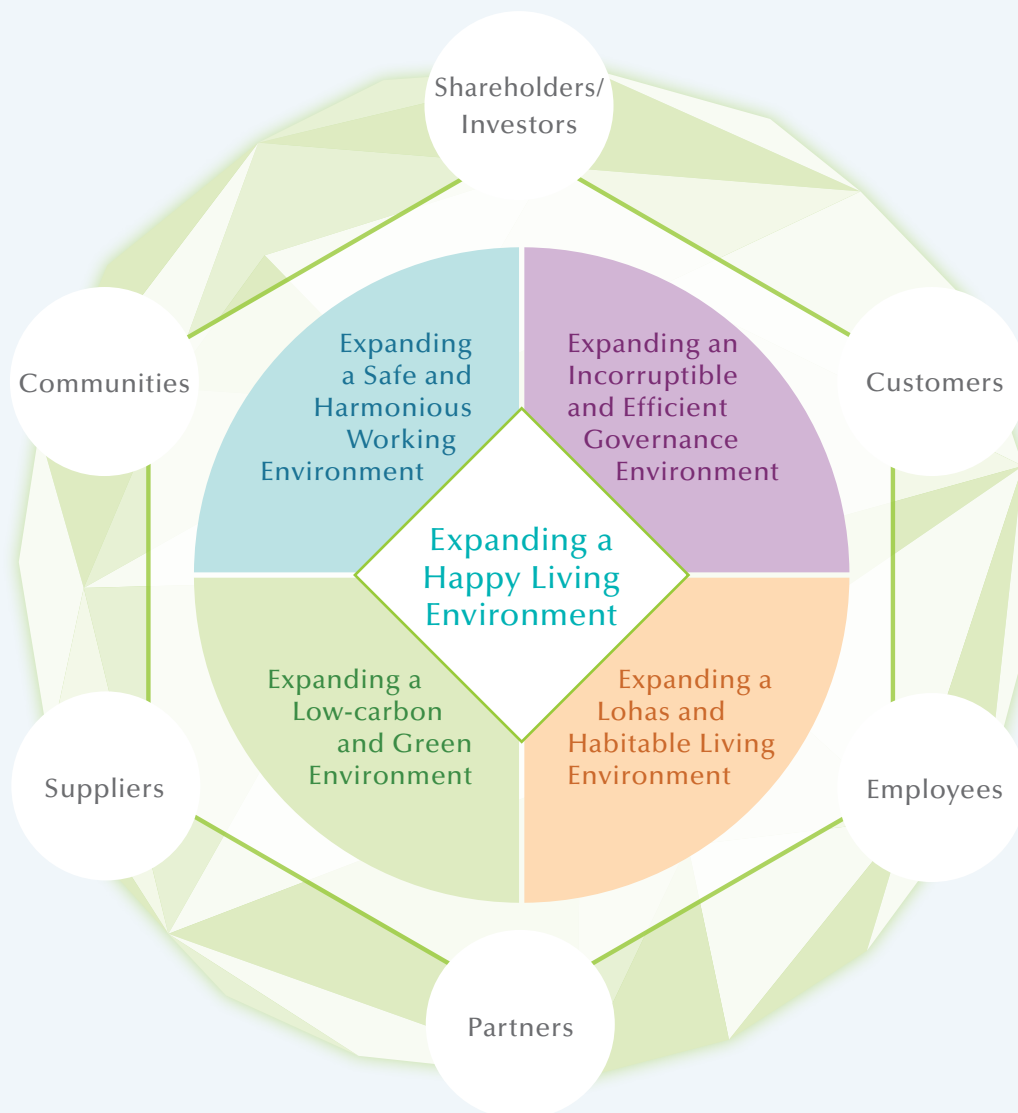 Shareholders/
Investors
Communities
Customers
Expanding
a Safe and
Harmonious
Working
Environment
Expanding an
Incorruptible
and Efficient
Governance
Environment
Expanding a
Happy Living
Environment
Expanding a
Low-carbon
and Green
Environment
Expanding a
Lohas and
Habitable Living
Environment
Suppliers
Employees
Partners